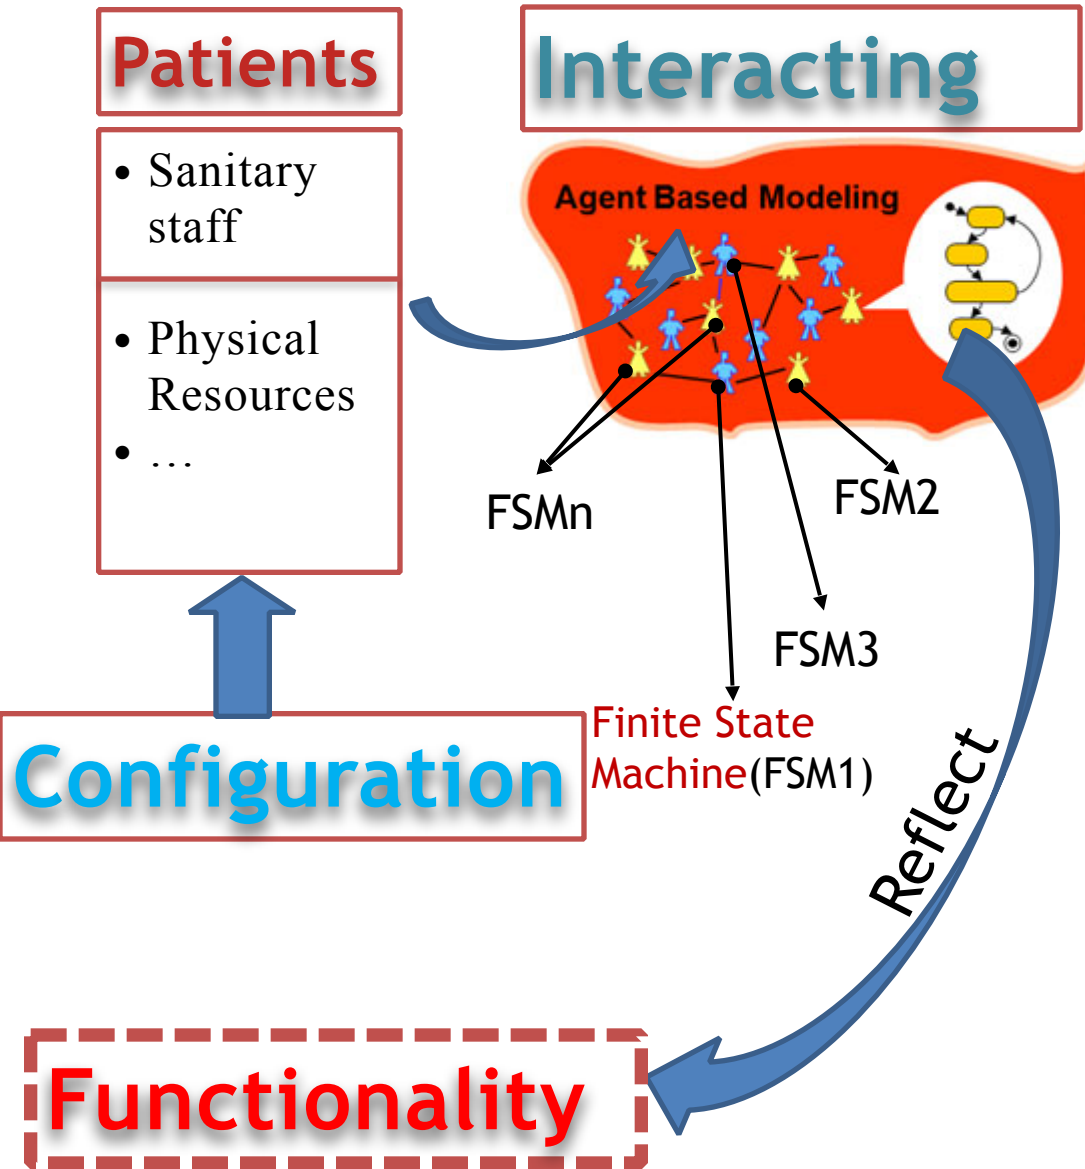 Patients
• Sanitary
staff
• Physical
Resources
• …
Interacting
Agent Based Modeling
FSMn
FSM2
FSM3
Finite State
Machine(FSM1)
Configuration
Reflect
Functionality